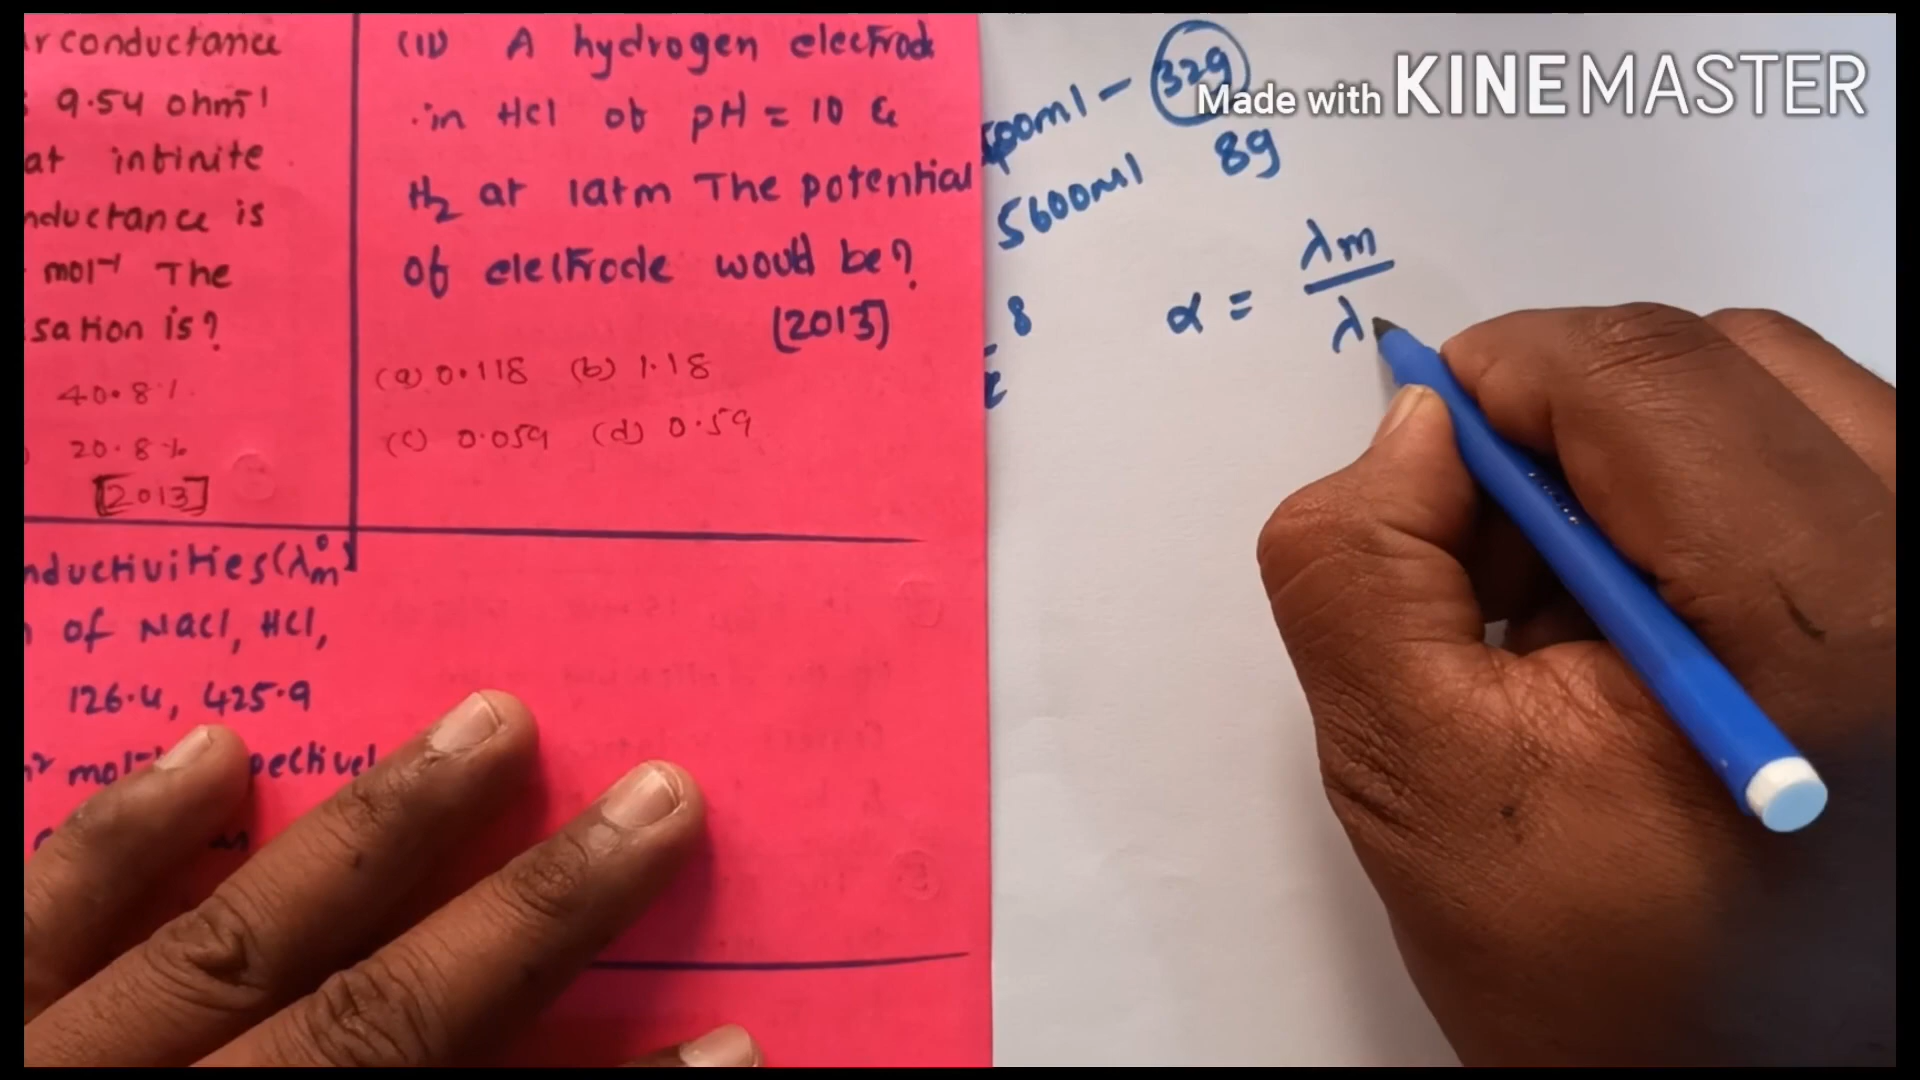 r conductance
9.54 ohm⁻¹
at infinite
nductance is
mol⁻¹ The
sation is?
40.8%
20.8%
[2013]
(11) A hydrogen electrod
in HCl of pH = 10 &
H₂ at 1atm The potential
of electrode would be?
(2013)
(a) 0.118 (b) 1.18
(c) 0.059 (d) 0.59
nductivities (λ°m)
of NaCl, HCl,
126.4, 425.9
mol⁻¹ pectivel
00ml - 32g
5600ml 8g
8
α = λm
λ
Made with KINEMASTER